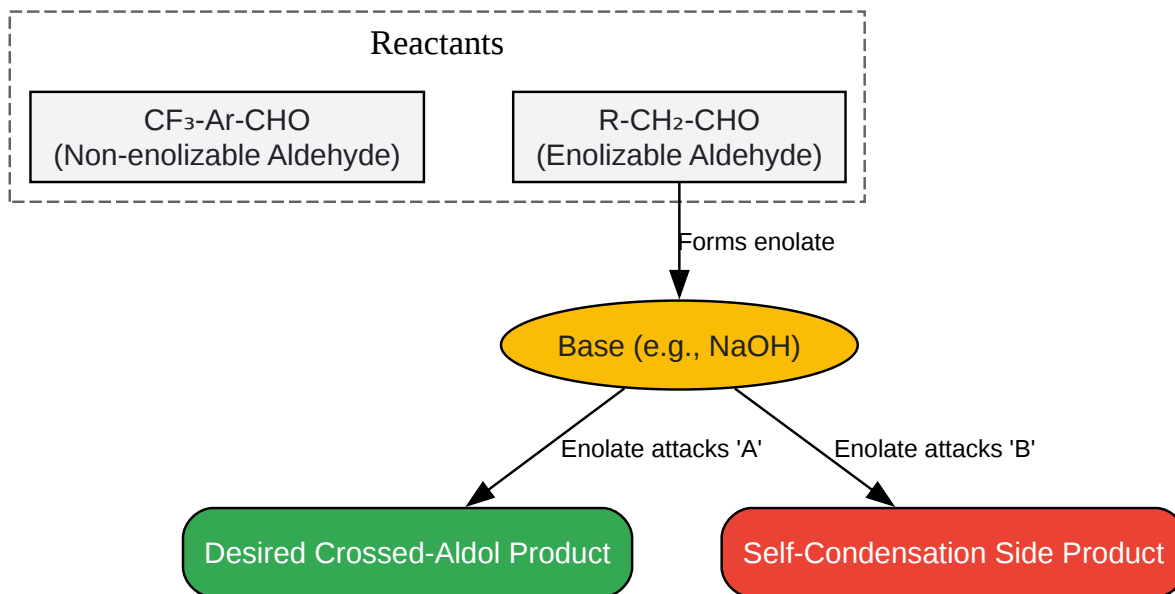 Reactants
CF₃-Ar-CHO
(Non-enolizable Aldehyde)
R-CH₂-CHO
(Enolizable Aldehyde)
Forms enolate
Base (e.g., NaOH)
Enolate attacks 'A'
Enolate attacks 'B'
Desired Crossed-Aldol Product
Self-Condensation Side Product